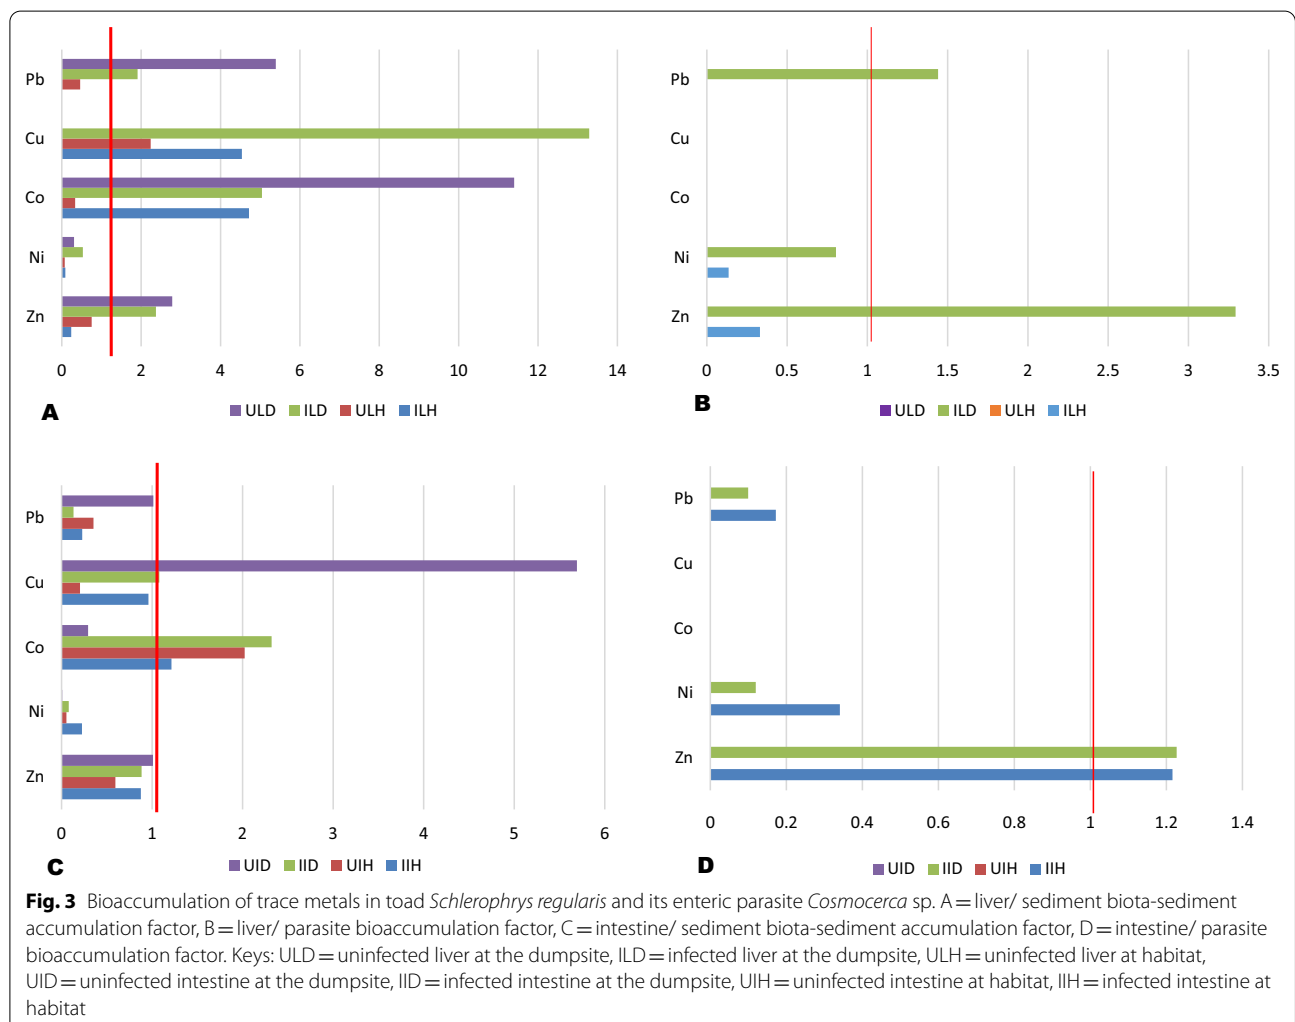 Pb
Cu
Co
Ni
Zn
0 2 4 6 8 10 12 14
A
ULD ILD ULH ILH
Pb
Cu
Co
Ni
Zn
0 0.5 1 1.5 2 2.5 3 3.5
B
ULD ILD ULH ILH
Pb
Cu
Co
Ni
Zn
0 1 2 3 4 5 6
C
UID IID UIH IIH
Pb
Cu
Co
Ni
Zn
0 0.2 0.4 0.6 0.8 1 1.2 1.4
D
UID IID UIH IIH
Fig. 3 Bioaccumulation of trace metals in toad Schlerophrys regularis and its enteric parasite Cosmocerca sp. A = liver/ sediment biota-sediment
accumulation factor, B = liver/ parasite bioaccumulation factor, C = intestine/ sediment biota-sediment accumulation factor, D = intestine/ parasite
bioaccumulation factor. Keys: ULD = uninfected liver at the dumpsite, ILD = infected liver at the dumpsite, ULH = uninfected liver at habitat,
UID = uninfected intestine at the dumpsite, IID = infected intestine at the dumpsite, UIH = uninfected intestine at habitat, IIH = infected intestine at
habitat